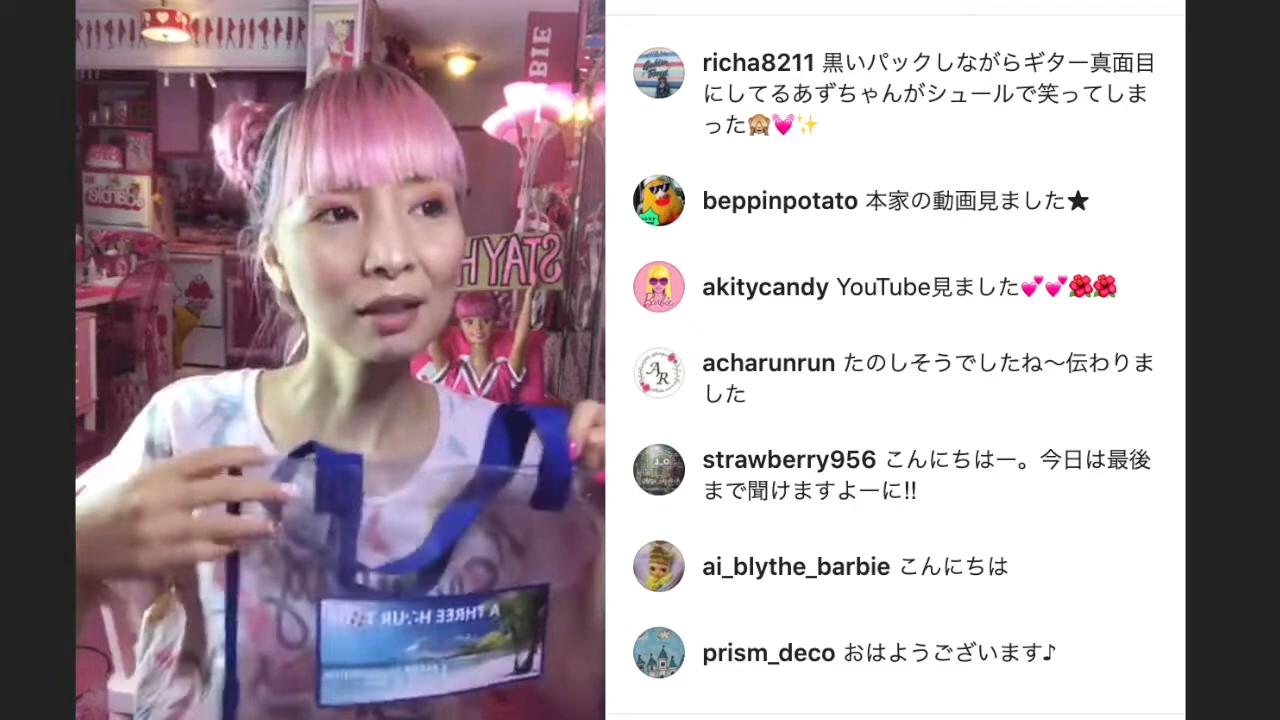 BIE
STAYH
A THREE HOUR T
richa8211 黒いパックしながらギター真面目
にしてるあずちゃんがシュールで笑ってしま
った🙈💓✨
beppinpotato 本家の動画見ました★
akitycandy YouTube見ました💕💕🌺🌺
acharunrun たのしそうでしたね〜伝わりま
した
strawberry956 こんにちはー。今日は最後
まで聞けますよーに!!
ai_blythe_barbie こんにちは
prism_deco おはようございます♪